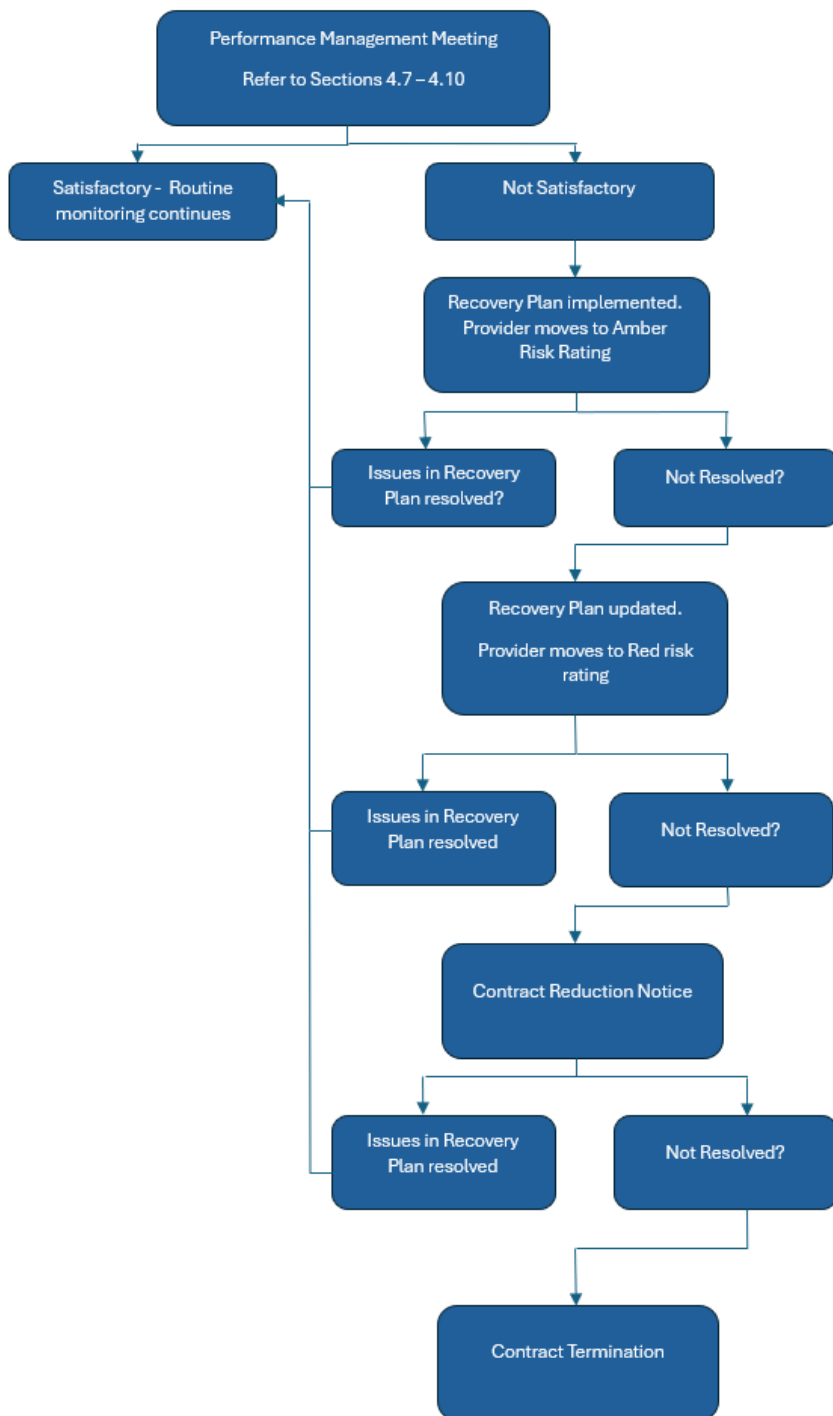 Performance Management Meeting
Refer to Sections 4.7 – 4.10
Satisfactory - Routine
monitoring continues
Not Satisfactory
Recovery Plan implemented.
Provider moves to Amber
Risk Rating
Issues in Recovery
Plan resolved?
Not Resolved?
Recovery Plan updated.
Provider moves to Red risk
rating
Issues in Recovery
Plan resolved
Not Resolved?
Contract Reduction Notice
Issues in Recovery
Plan resolved
Not Resolved?
Contract Termination